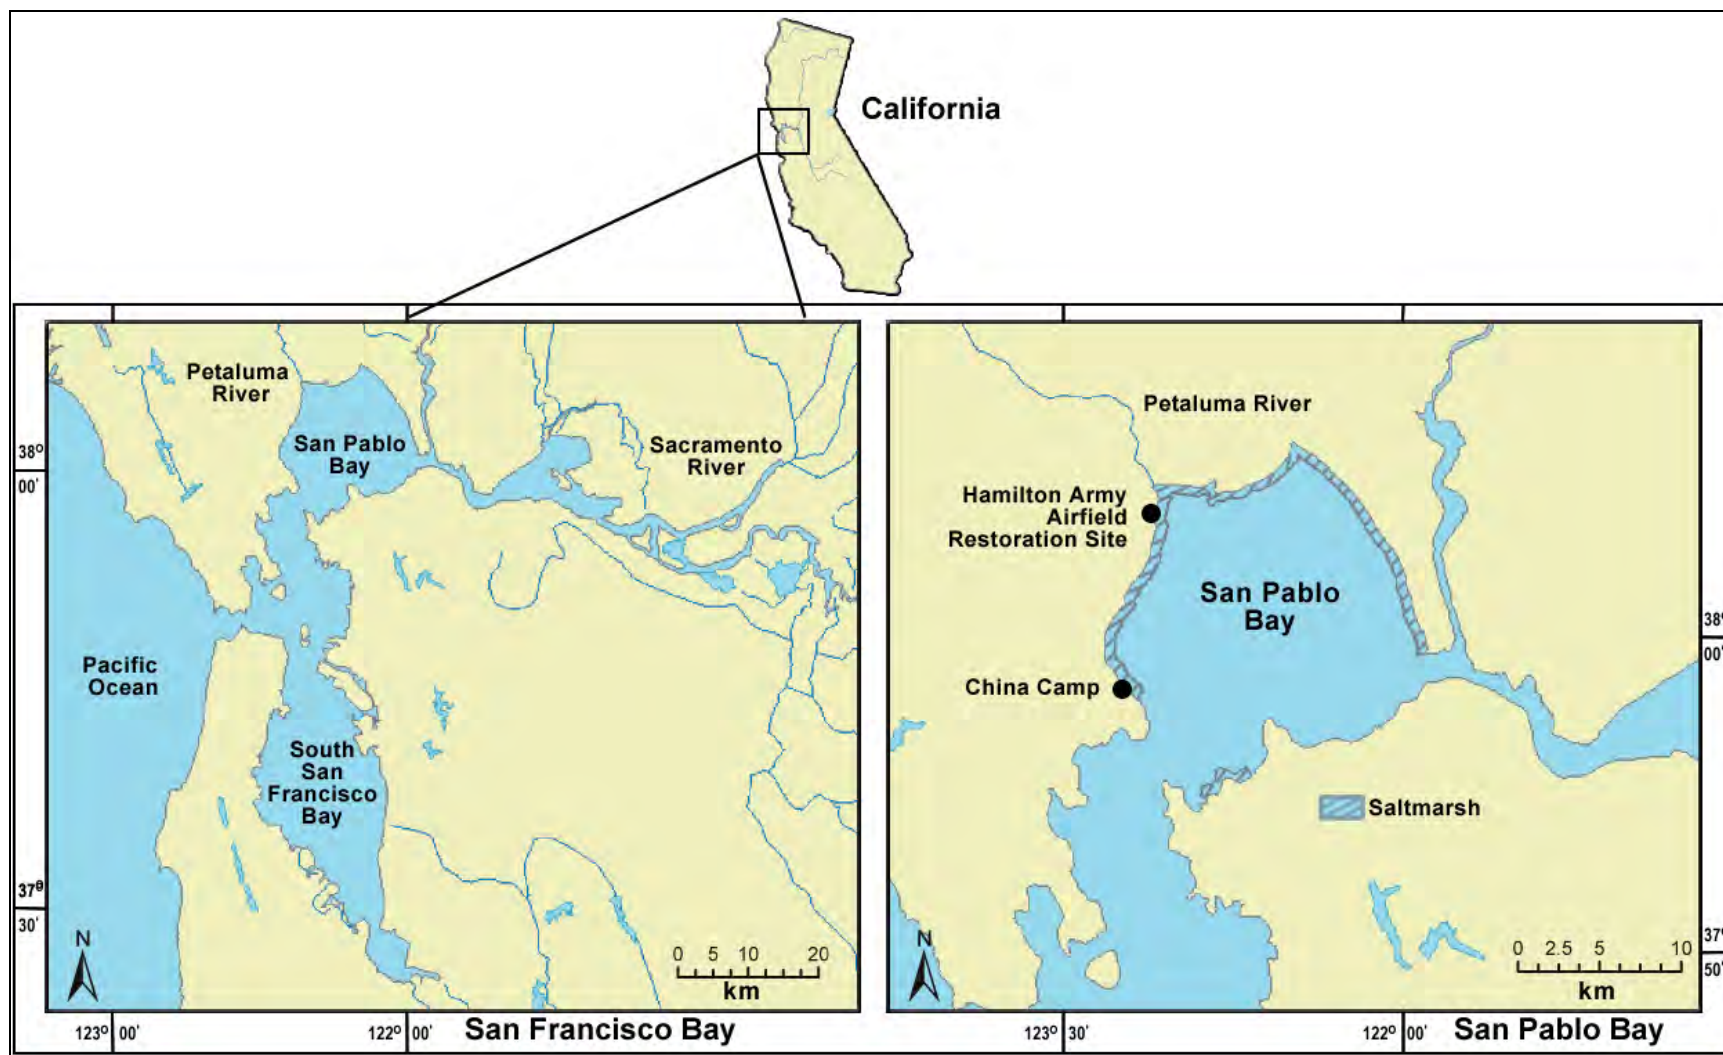 California
Petaluma
River
San Pablo
Bay
Sacramento
River
Pacific
Ocean
South
San
Francisco
Bay
38º
00'
37º
30'
N
0 5 10 20
km
123º 00'
122º 00'
San Francisco Bay
Petaluma River
Hamilton Army
Airfield
Restoration Site
San Pablo
Bay
China Camp
Saltmarsh
38º
00'
37º
50'
N
0 2.5 5 10
km
123º 30'
122º 00'
San Pablo Bay